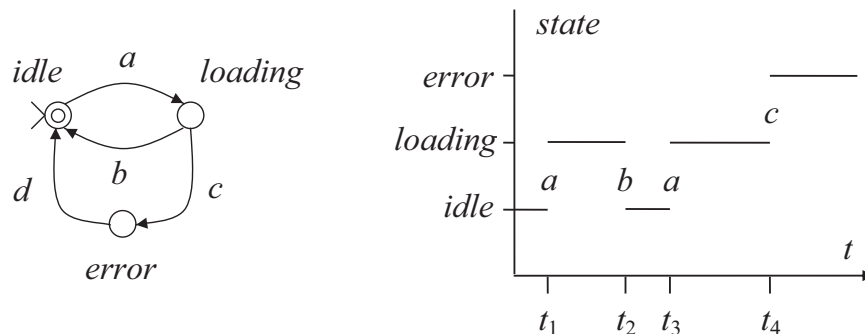 idle
a
loading
b
d
c
error
state
error
c
loading
a
b
a
idle
t
t1
t2
t3
t4